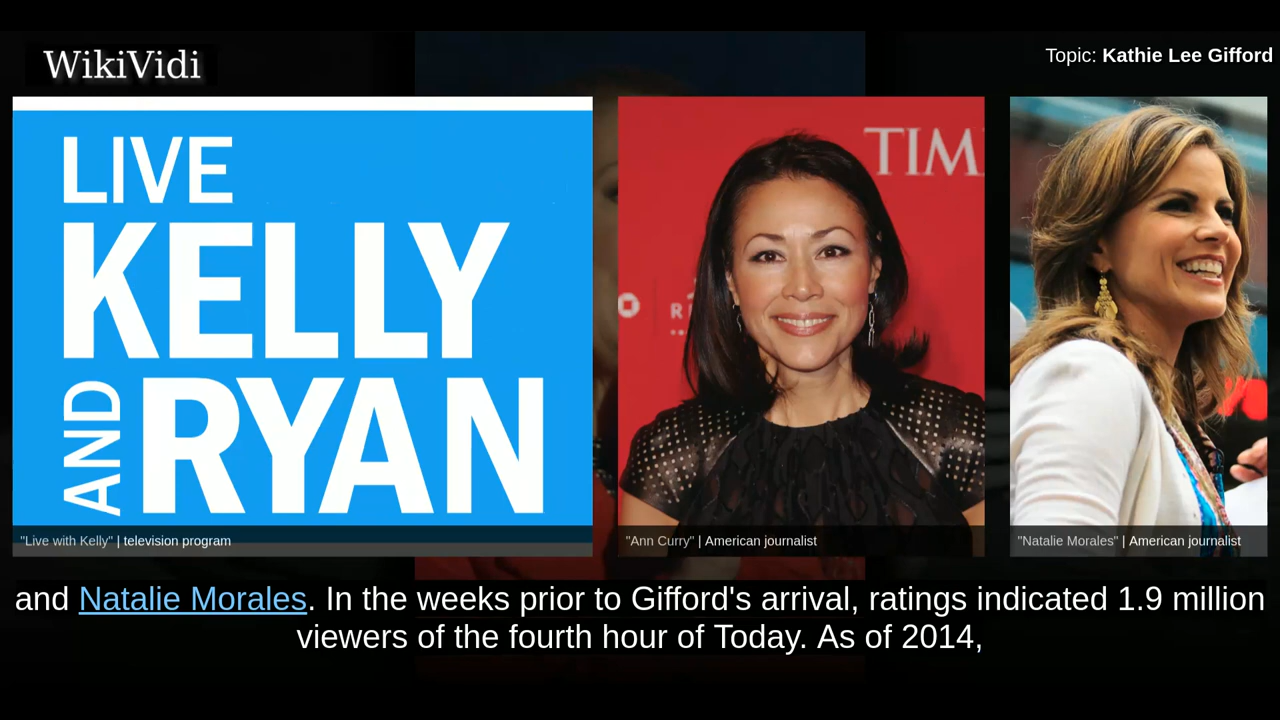 WikiVidi
Topic: Kathie Lee Gifford
LIVE
KELLY
AND
RYAN
TIM
R
"Live with Kelly" | television program
"Ann Curry" | American journalist
"Natalie Morales" | American journalist
and Natalie Morales. In the weeks prior to Gifford's arrival, ratings indicated 1.9 million
viewers of the fourth hour of Today. As of 2014,